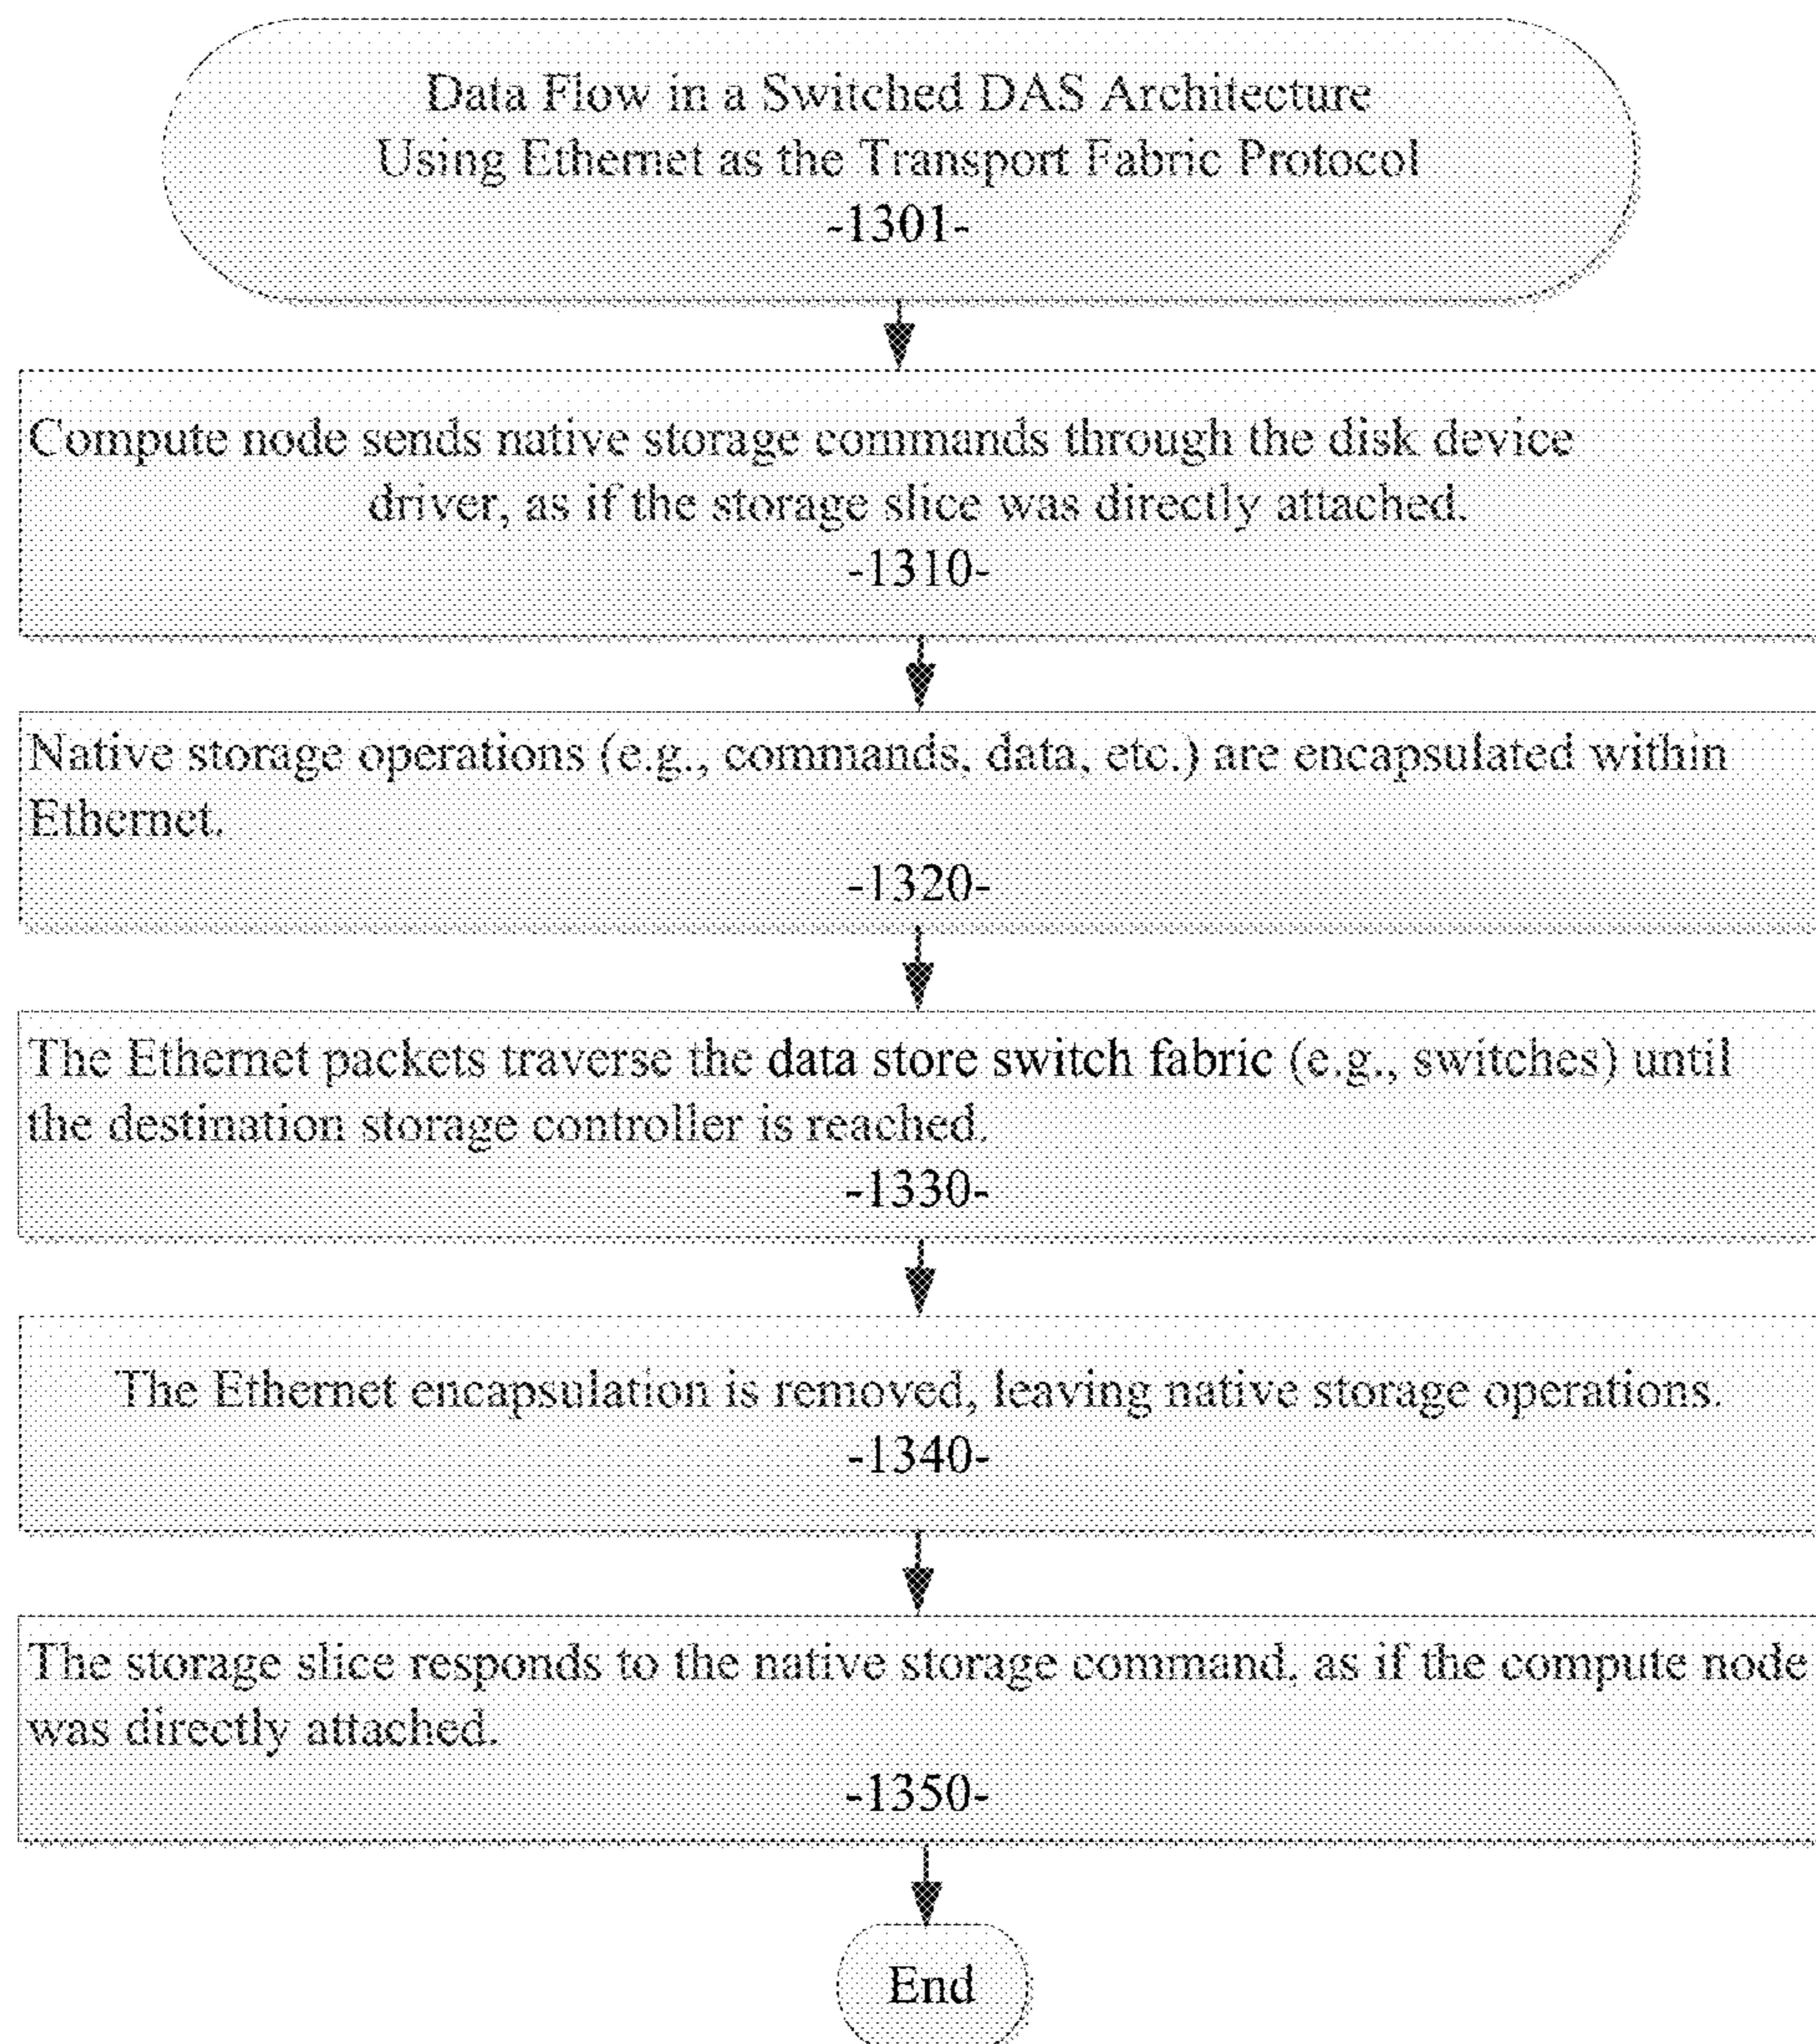 Data Flow in a Switched DAS Architecture
Using Ethernet as the Transport Fabric Protocol
-1301-
Compute node sends native storage commands through the disk device
driver, as if the storage slice was directly attached.
-1310-
Native storage operations (e.g., commands, data, etc.) are encapsulated within
Ethernet.
-1320-
The Ethernet packets traverse the data store switch fabric (e.g., switches) until
the destination storage controller is reached.
-1330-
The Ethernet encapsulation is removed, leaving native storage operations.
-1340-
The storage slice responds to the native storage command, as if the compute node
was directly attached.
-1350-
End